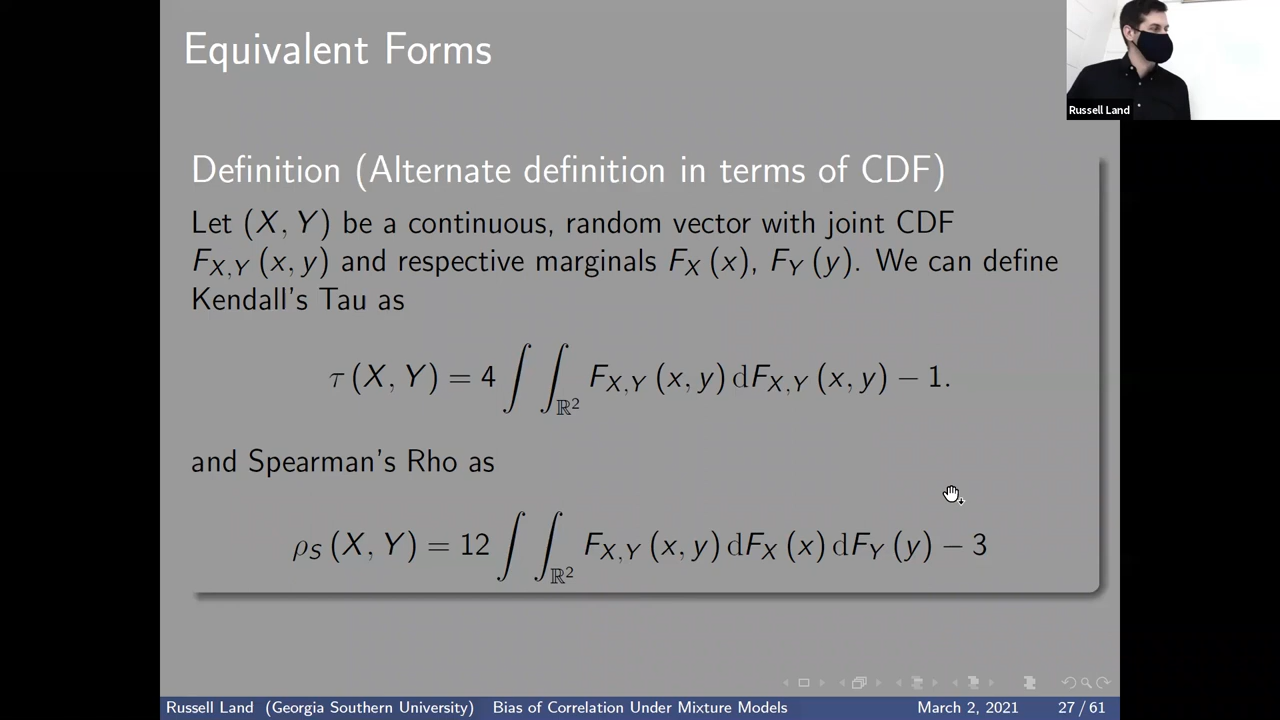 Equivalent Forms
Russell Land
Definition (Alternate definition in terms of CDF)
Let (X, Y) be a continuous, random vector with joint CDF
F_{X,Y} (x, y) and respective marginals F_X (x), F_Y (y). We can define
Kendall's Tau as
τ (X, Y) = 4 ∫ ∫_{ℝ²} F_{X,Y} (x, y) dF_{X,Y} (x, y) − 1.
and Spearman's Rho as
ρ_S (X, Y) = 12 ∫ ∫_{ℝ²} F_{X,Y} (x, y) dF_X (x) dF_Y (y) − 3
Russell Land (Georgia Southern University) Bias of Correlation Under Mixture Models March 2, 2021 27 / 61